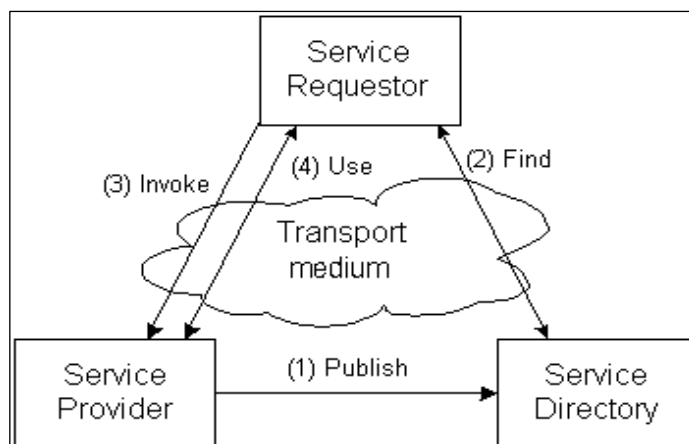 Service
Requestor
(4) Use
(2) Find
(3) Invoke
Transport
medium
(1) Publish
Service
Provider
Service
Directory